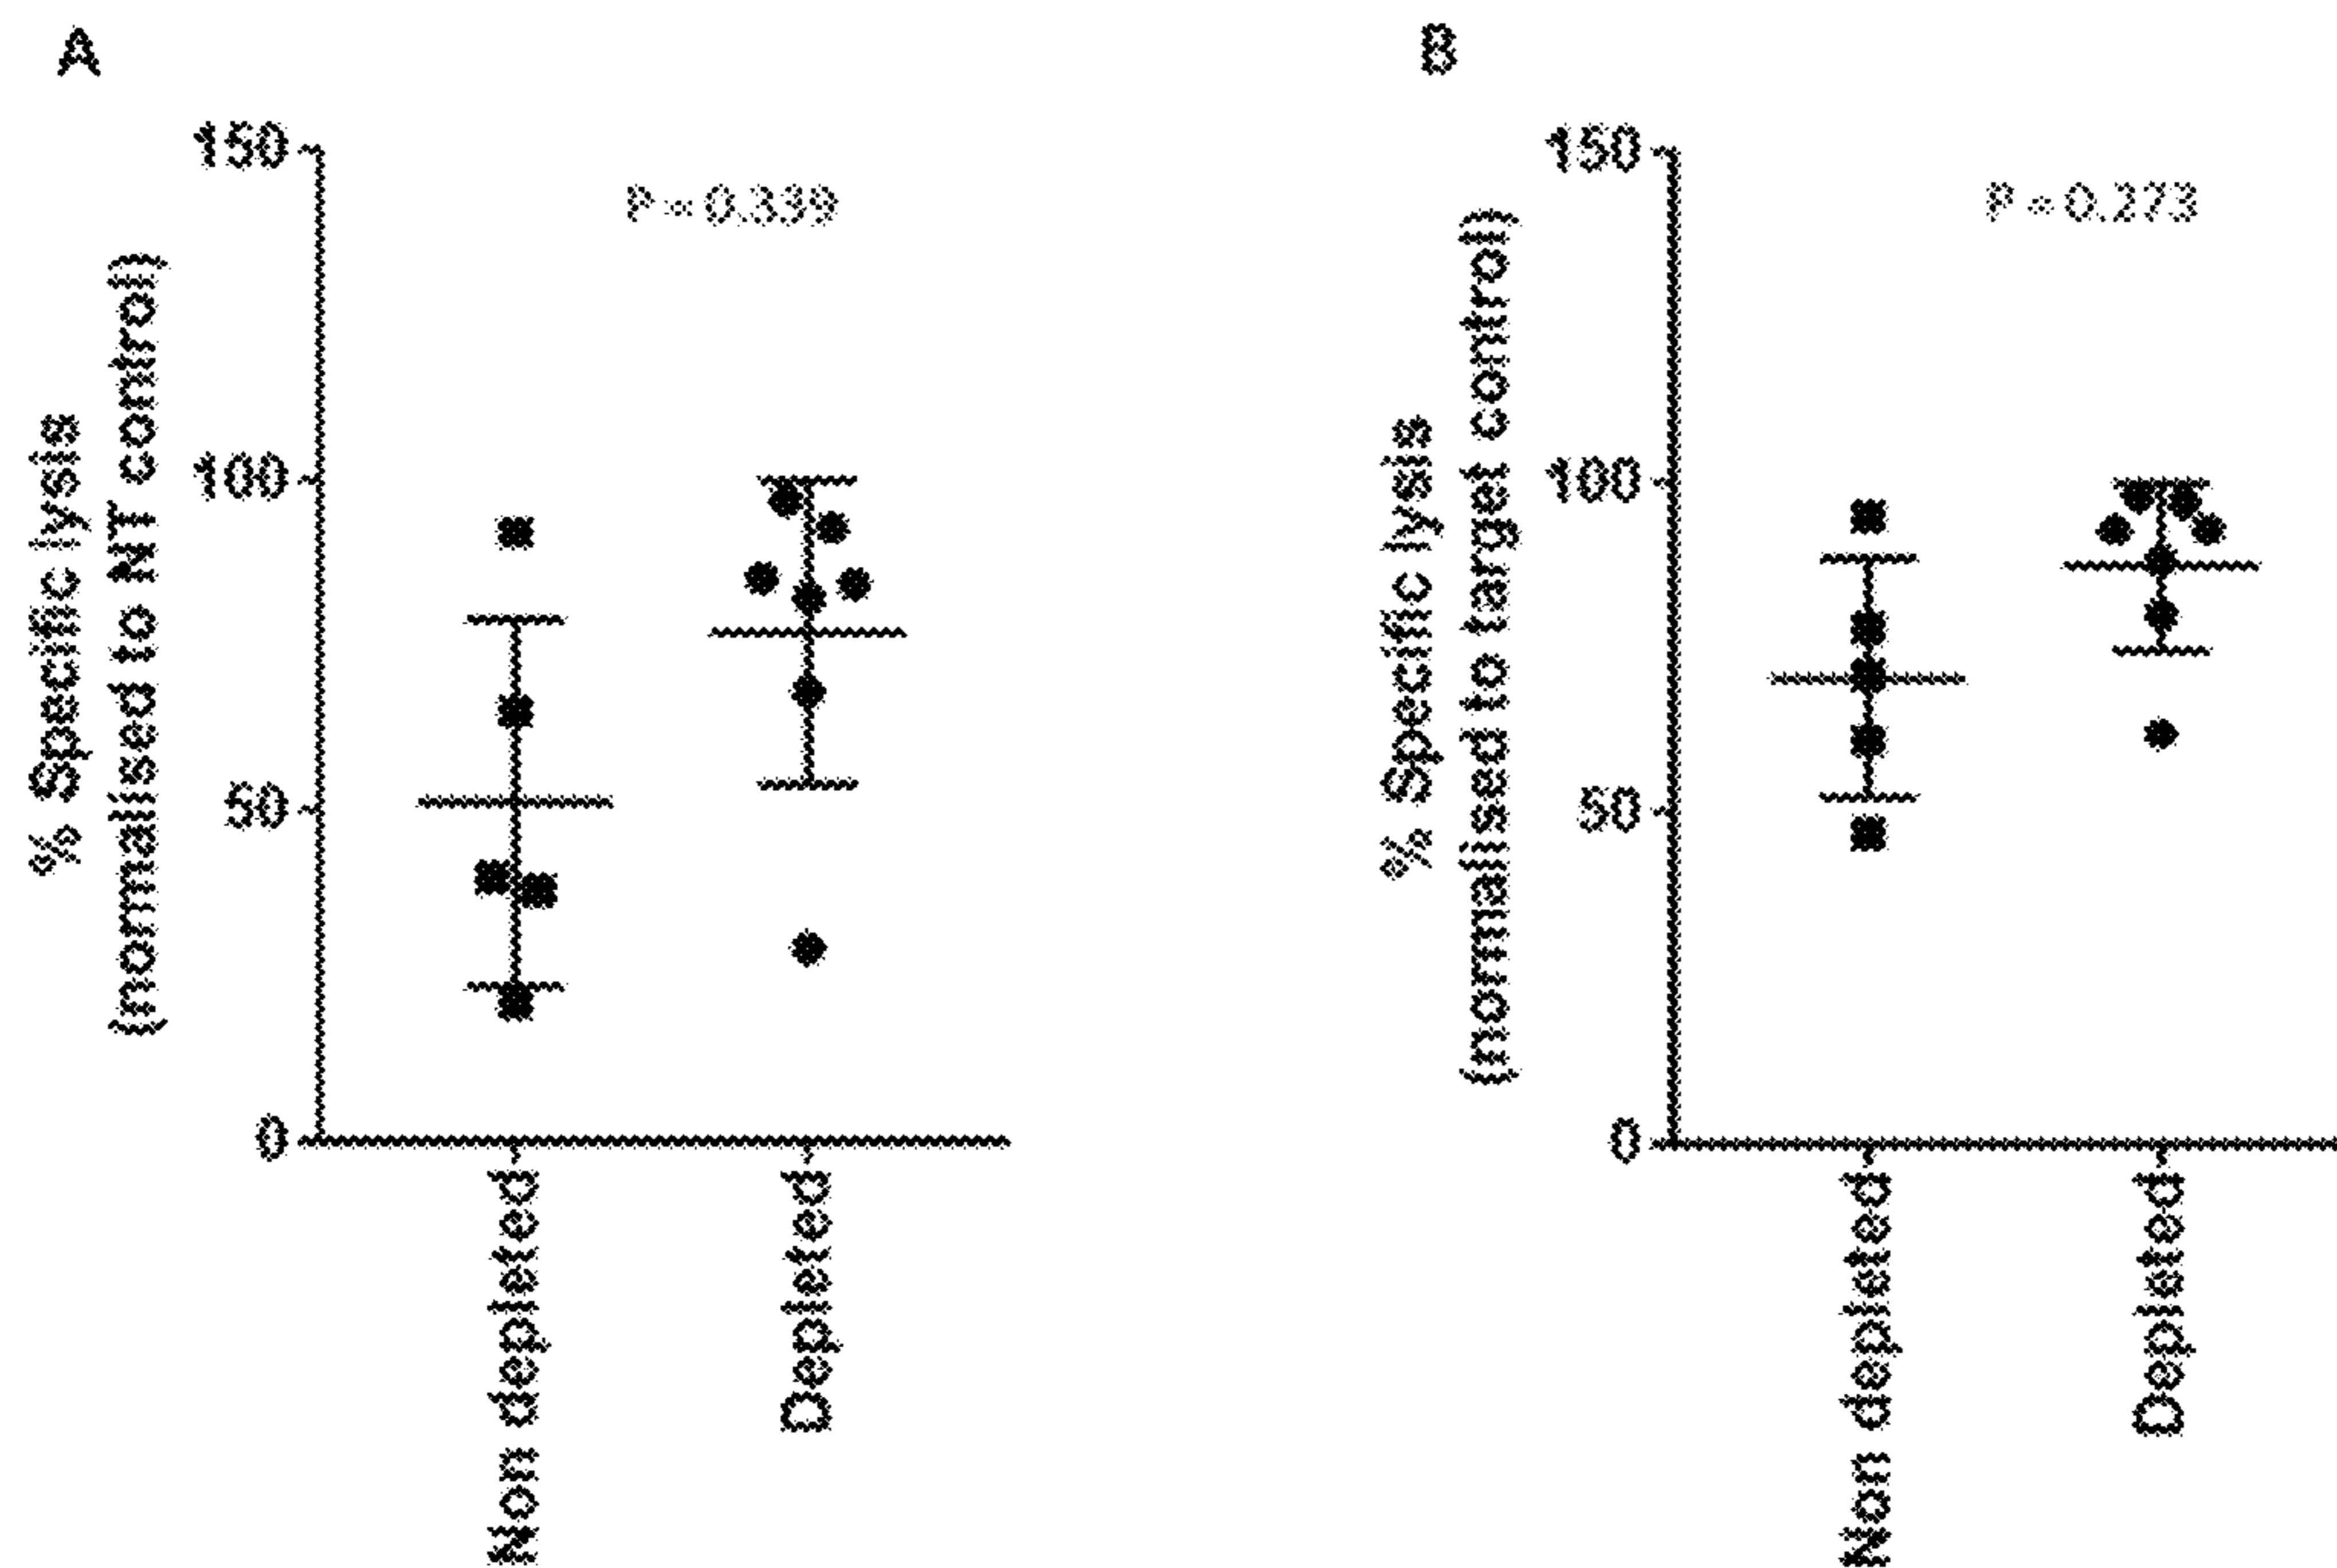 A
150
100
50
0
% Specific lysis
(normalised to NT control)
P = 0.339
Non depleted
Depleted
B
150
100
50
0
% Specific lysis
(normalised to target control)
P = 0.273
Non depleted
Depleted